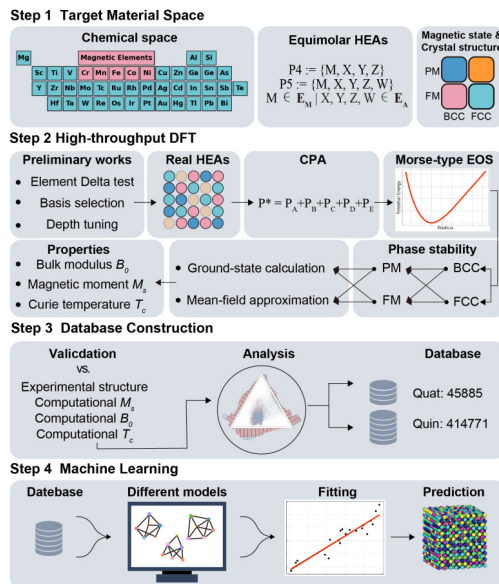 Step 1 Target Material Space
Chemical space
Mg Magnetic Elements Al Si
Sc Ti V Cr Mn Fe Co Ni Cu Zn Ga Ge As
Y Zr Nb Mo Tc Ru Rh Pd Ag Cd In Sn Sb Te
Hf Ta W Re Os Ir Pt Au Hg Tl Pb Bi
Equimolar HEAs
P4 := {M, X, Y, Z}
P5 := {M, X, Y, Z, W}
M ∈ E_M | X, Y, Z, W ∈ E_A
Magnetic state &
Crystal structure
PM
FM
BCC FCC
Step 2 High-throughput DFT
Preliminary works
• Element Delta test
• Basis selection
• Depth tuning
Real HEAs
CPA
P* = P_A+P_B+P_C+P_D+P_E
Morse-type EOS
Potential Energy
Radius
Properties
• Bulk modulus B_0
• Magnetic moment M_s
• Curie temperature T_c
Phase stability
• Ground-state calculation
• Mean-field approximation
PM
FM
BCC
FCC
Step 3 Database Construction
Valicdation
vs.
Experimental structure
Computational M_s
Computational B_0
Computational T_c
Analysis
Database
Quat: 45885
Quin: 414771
Step 4 Machine Learning
Datebase
Different models
Fitting
Prediction